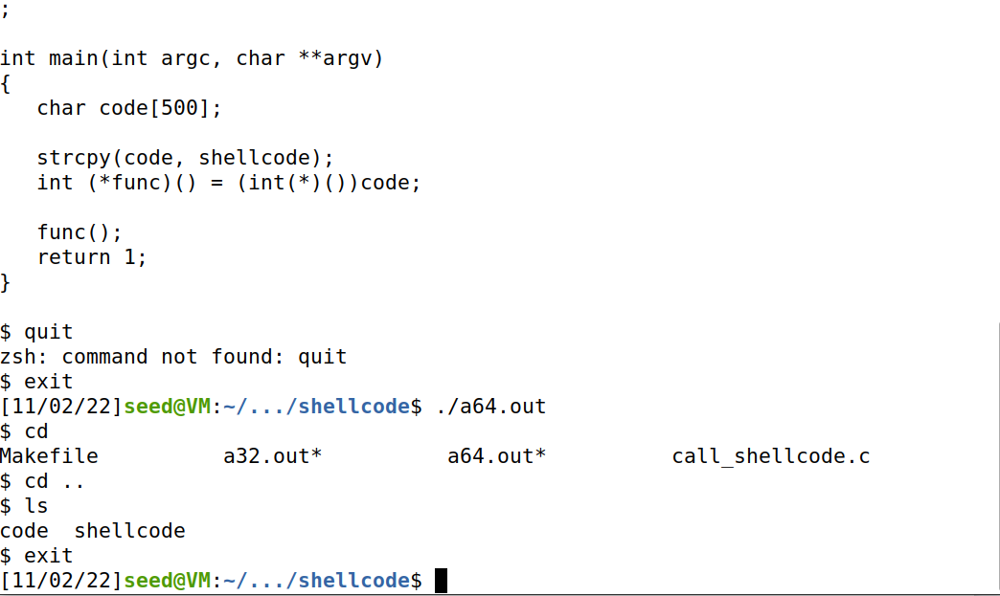 ;
int main(int argc, char **argv)
{
   char code[500];
   strcpy(code, shellcode);
   int (*func)() = (int(*)())code;
   func();
   return 1;
}
$ quit
zsh: command not found: quit
$ exit
[11/02/22]seed@VM:~/.../shellcode$ ./a64.out
$ cd
Makefile          a32.out*          a64.out*          call_shellcode.c
$ cd ..
$ ls
code  shellcode
$ exit
[11/02/22]seed@VM:~/.../shellcode$